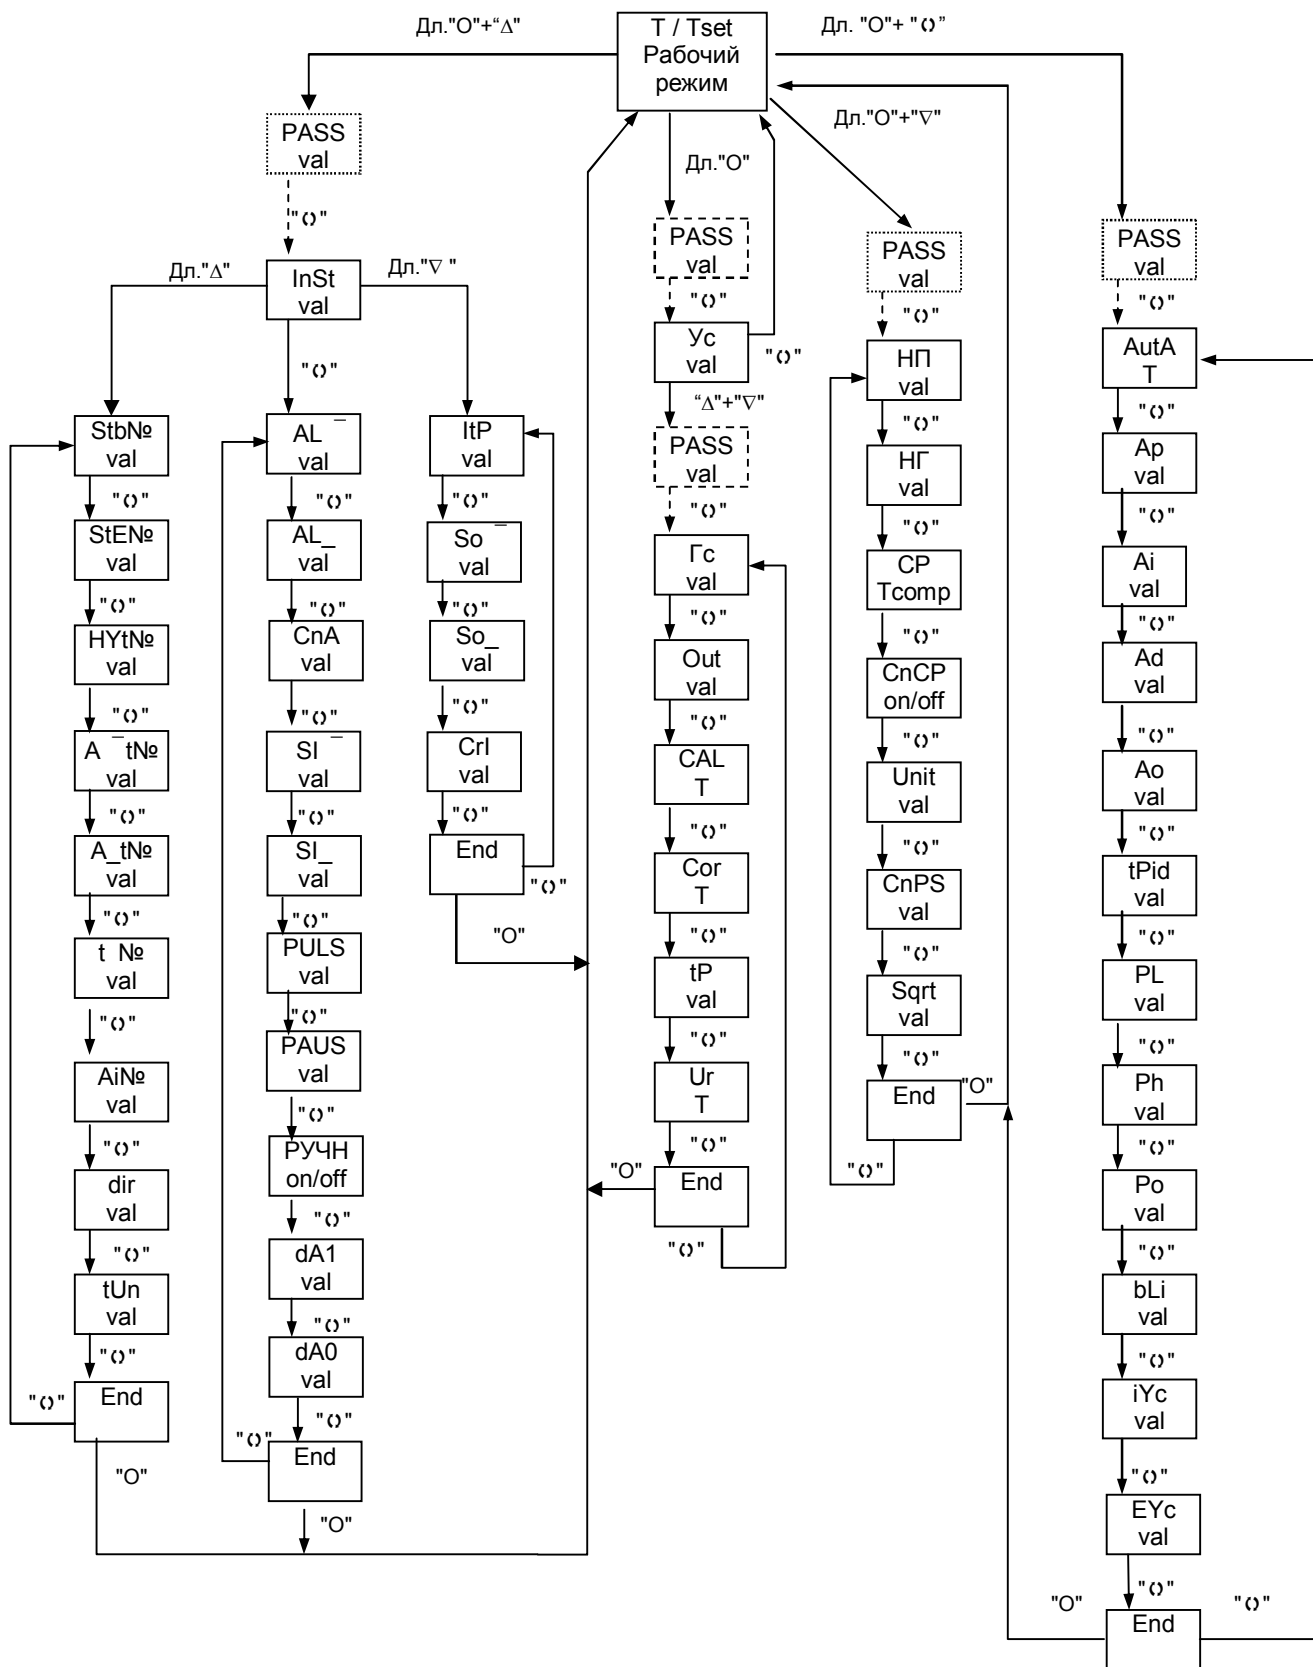 Дл."О"+"Δ"
T / Tset
Рабочий
режим
Дл. "О"+ "⟨⟩"
PASS
val
"⟨⟩"
InSt
val
Дл."Δ"
Дл."∇ "
"⟨⟩"
StbNº
val
"⟨⟩"
StENº
val
"⟨⟩"
HYtNº
val
"⟨⟩"
A ¯tNº
val
"⟨⟩"
A_tNº
val
"⟨⟩"
t Nº
val
"⟨⟩"
AiNº
val
"⟨⟩"
dir
val
"⟨⟩"
tUn
val
"⟨⟩"
End
"⟨⟩"
"O"
AL ¯
val
"⟨⟩"
AL_
val
"⟨⟩"
CnA
val
"⟨⟩"
SI ¯
val
"⟨⟩"
SI_
val
"⟨⟩"
PULS
val
"⟨⟩"
PAUS
val
"⟨⟩"
РУЧН
on/off
"⟨⟩"
dA1
val
"⟨⟩"
dA0
val
"⟨⟩"
End
"⟨⟩"
"O"
ItP
val
"⟨⟩"
So ¯
val
"⟨⟩"
So_
val
"⟨⟩"
CrI
val
"⟨⟩"
End
"⟨⟩"
"O"
Дл."О"
PASS
val
"⟨⟩"
Ус
val
"⟨⟩"
"Δ"+"∇"
PASS
val
"⟨⟩"
Гс
val
"⟨⟩"
Out
val
"⟨⟩"
CAL
T
"⟨⟩"
Cor
T
"⟨⟩"
tP
val
"⟨⟩"
Ur
T
"⟨⟩"
End
"O"
"⟨⟩"
Дл."О"+"∇"
PASS
val
"⟨⟩"
НП
val
"⟨⟩"
НГ
val
"⟨⟩"
CP
Tcomp
"⟨⟩"
CnCP
on/off
"⟨⟩"
Unit
val
"⟨⟩"
CnPS
val
"⟨⟩"
Sqrt
val
"⟨⟩"
End
"O"
"⟨⟩"
PASS
val
"⟨⟩"
AutA
T
"⟨⟩"
Ap
val
"⟨⟩"
Ai
val
"⟨⟩"
Ad
val
"⟨⟩"
Ao
val
"⟨⟩"
tPid
val
"⟨⟩"
PL
val
"⟨⟩"
Ph
val
"⟨⟩"
Po
val
"⟨⟩"
bLi
val
"⟨⟩"
iYc
val
"⟨⟩"
EYc
val
"⟨⟩"
End
"O"
"⟨⟩"